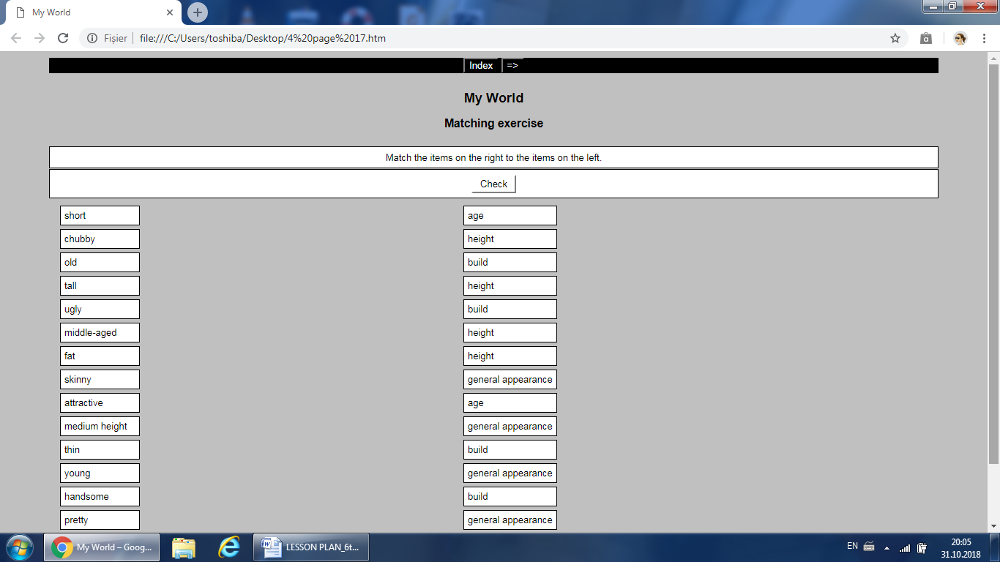 My World
Fișier file:///C:/Users/toshiba/Desktop/4%20page%2017.htm
Index =>
My World
Matching exercise
Match the items on the right to the items on the left.
Check
short age
chubby height
old build
tall height
ugly build
middle-aged height
fat height
skinny general appearance
attractive age
medium height general appearance
thin build
young general appearance
handsome build
pretty general appearance
My World – Goog... LESSON PLAN_6t... EN 20:05
31.10.2018